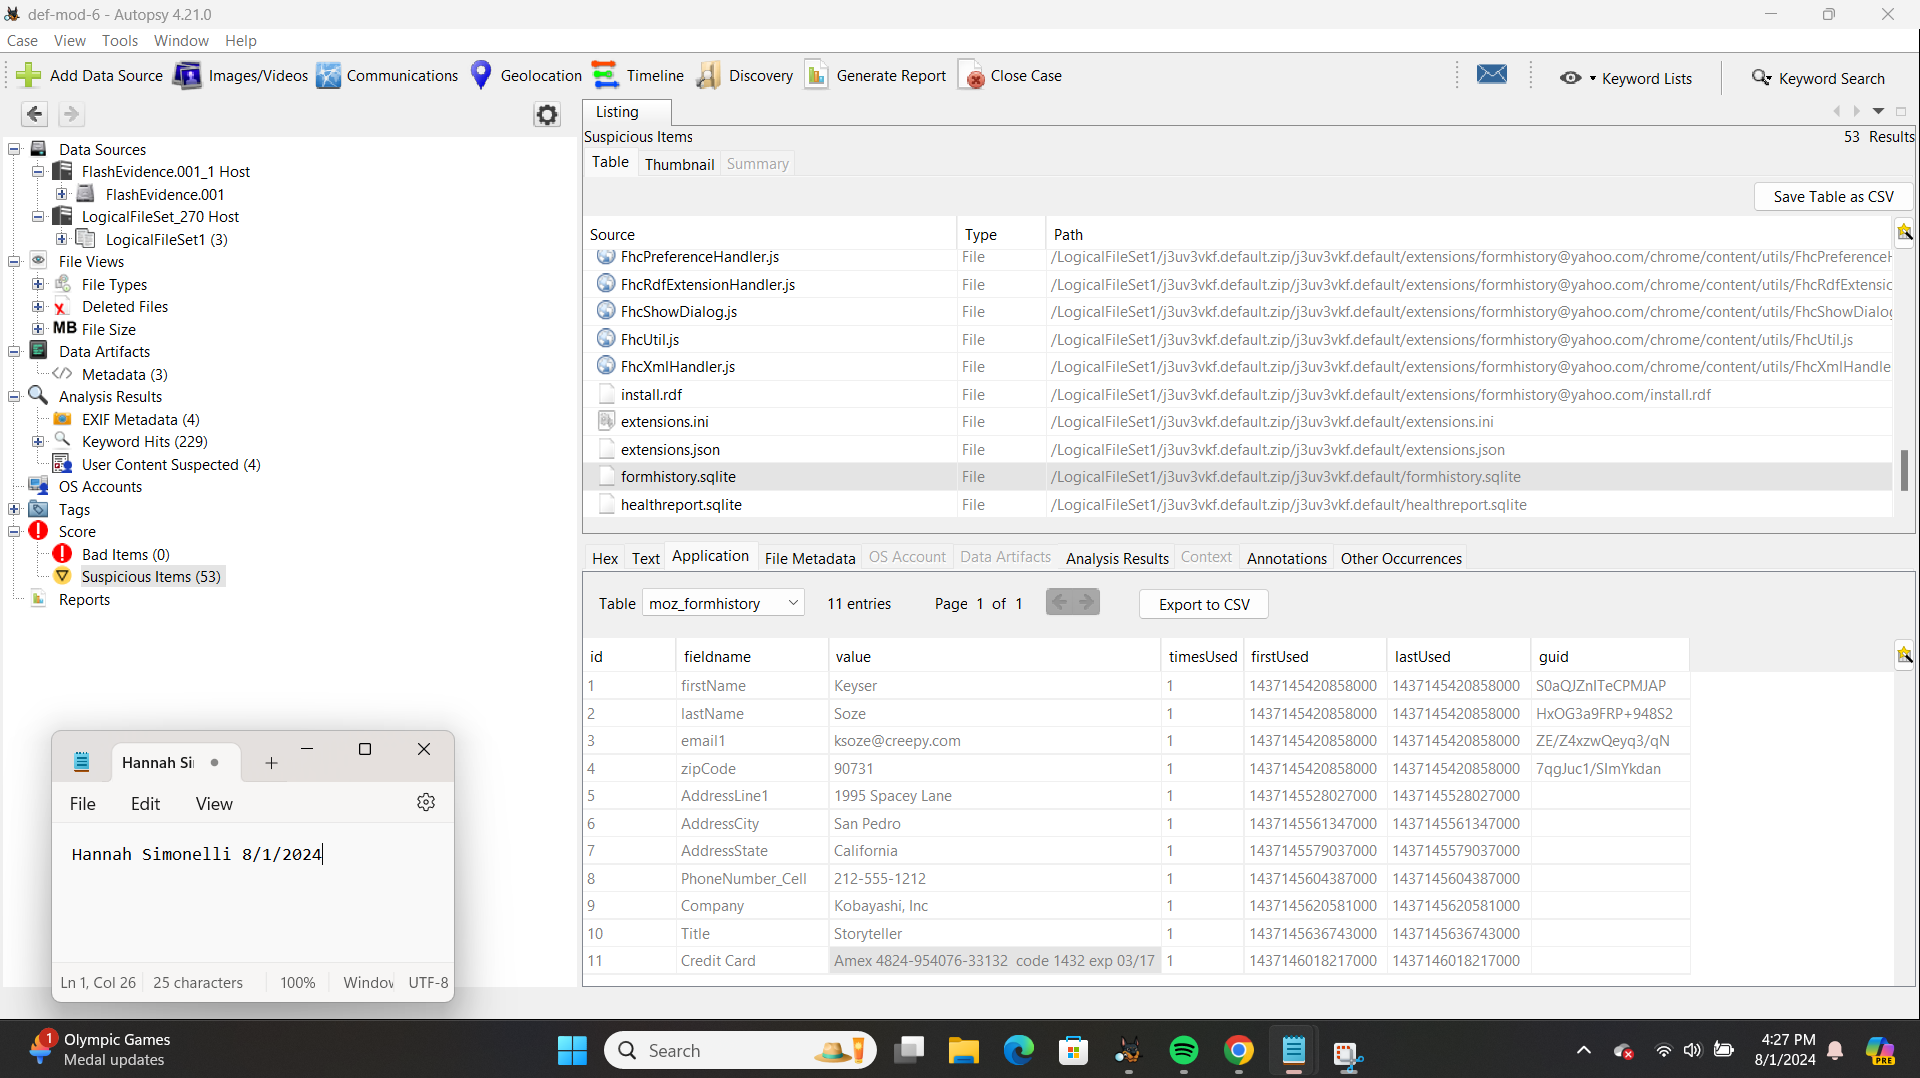 def-mod-6 - Autopsy 4.21.0
Case View Tools Window Help
Add Data Source Images/Videos Communications Geolocation Timeline Discovery Generate Report Close Case Keyword Lists Keyword Search
Listing
Suspicious Items 53 Results
Table Thumbnail Summary
Save Table as CSV
Data Sources
FlashEvidence.001_1 Host
FlashEvidence.001
LogicalFileSet_270 Host
LogicalFileSet1 (3)
File Views
File Types
Deleted Files
MB File Size
Data Artifacts
Metadata (3)
Analysis Results
EXIF Metadata (4)
Keyword Hits (229)
User Content Suspected (4)
OS Accounts
Tags
Score
Bad Items (0)
Suspicious Items (53)
Reports
Source Type Path
FhcPreferenceHandler.js File /LogicalFileSet1/j3uv3vkf.default.zip/j3uv3vkf.default/extensions/formhistory@yahoo.com/chrome/content/utils/FhcPreferenceH
FhcRdfExtensionHandler.js File /LogicalFileSet1/j3uv3vkf.default.zip/j3uv3vkf.default/extensions/formhistory@yahoo.com/chrome/content/utils/FhcRdfExtensic
FhcShowDialog.js File /LogicalFileSet1/j3uv3vkf.default.zip/j3uv3vkf.default/extensions/formhistory@yahoo.com/chrome/content/utils/FhcShowDialog
FhcUtil.js File /LogicalFileSet1/j3uv3vkf.default.zip/j3uv3vkf.default/extensions/formhistory@yahoo.com/chrome/content/utils/FhcUtil.js
FhcXmlHandler.js File /LogicalFileSet1/j3uv3vkf.default.zip/j3uv3vkf.default/extensions/formhistory@yahoo.com/chrome/content/utils/FhcXmlHandle
install.rdf File /LogicalFileSet1/j3uv3vkf.default.zip/j3uv3vkf.default/extensions/formhistory@yahoo.com/install.rdf
extensions.ini File /LogicalFileSet1/j3uv3vkf.default.zip/j3uv3vkf.default/extensions.ini
extensions.json File /LogicalFileSet1/j3uv3vkf.default.zip/j3uv3vkf.default/extensions.json
formhistory.sqlite File /LogicalFileSet1/j3uv3vkf.default.zip/j3uv3vkf.default/formhistory.sqlite
healthreport.sqlite File /LogicalFileSet1/j3uv3vkf.default.zip/j3uv3vkf.default/healthreport.sqlite
Hex Text Application File Metadata OS Account Data Artifacts Analysis Results Context Annotations Other Occurrences
Table moz_formhistory 11 entries Page 1 of 1 Export to CSV
id fieldname value timesUsed firstUsed lastUsed guid
1 firstName Keyser 1 1437145420858000 1437145420858000 S0aQJZnITeCPMJAP
2 lastName Soze 1 1437145420858000 1437145420858000 HxOG3a9FRP+948S2
3 email1 ksoze@creepy.com 1 1437145420858000 1437145420858000 ZE/Z4xzwQeyq3/qN
4 zipCode 90731 1 1437145420858000 1437145420858000 7qgJuc1/SlmYkdan
5 AddressLine1 1995 Spacey Lane 1 1437145528027000 1437145528027000
6 AddressCity San Pedro 1 1437145561347000 1437145561347000
7 AddressState California 1 1437145579037000 1437145579037000
8 PhoneNumber_Cell 212-555-1212 1 1437145604387000 1437145604387000
9 Company Kobayashi, Inc 1 1437145620581000 1437145620581000
10 Title Storyteller 1 1437145636743000 1437145636743000
11 Credit Card Amex 4824-954076-33132 code 1432 exp 03/17 1 1437146018217000 1437146018217000
Hannah Si
File Edit View
Hannah Simonelli 8/1/2024
Ln 1, Col 26 25 characters 100% Window UTF-8
1 Olympic Games
Medal updates
Search
4:27 PM
8/1/2024
PRE